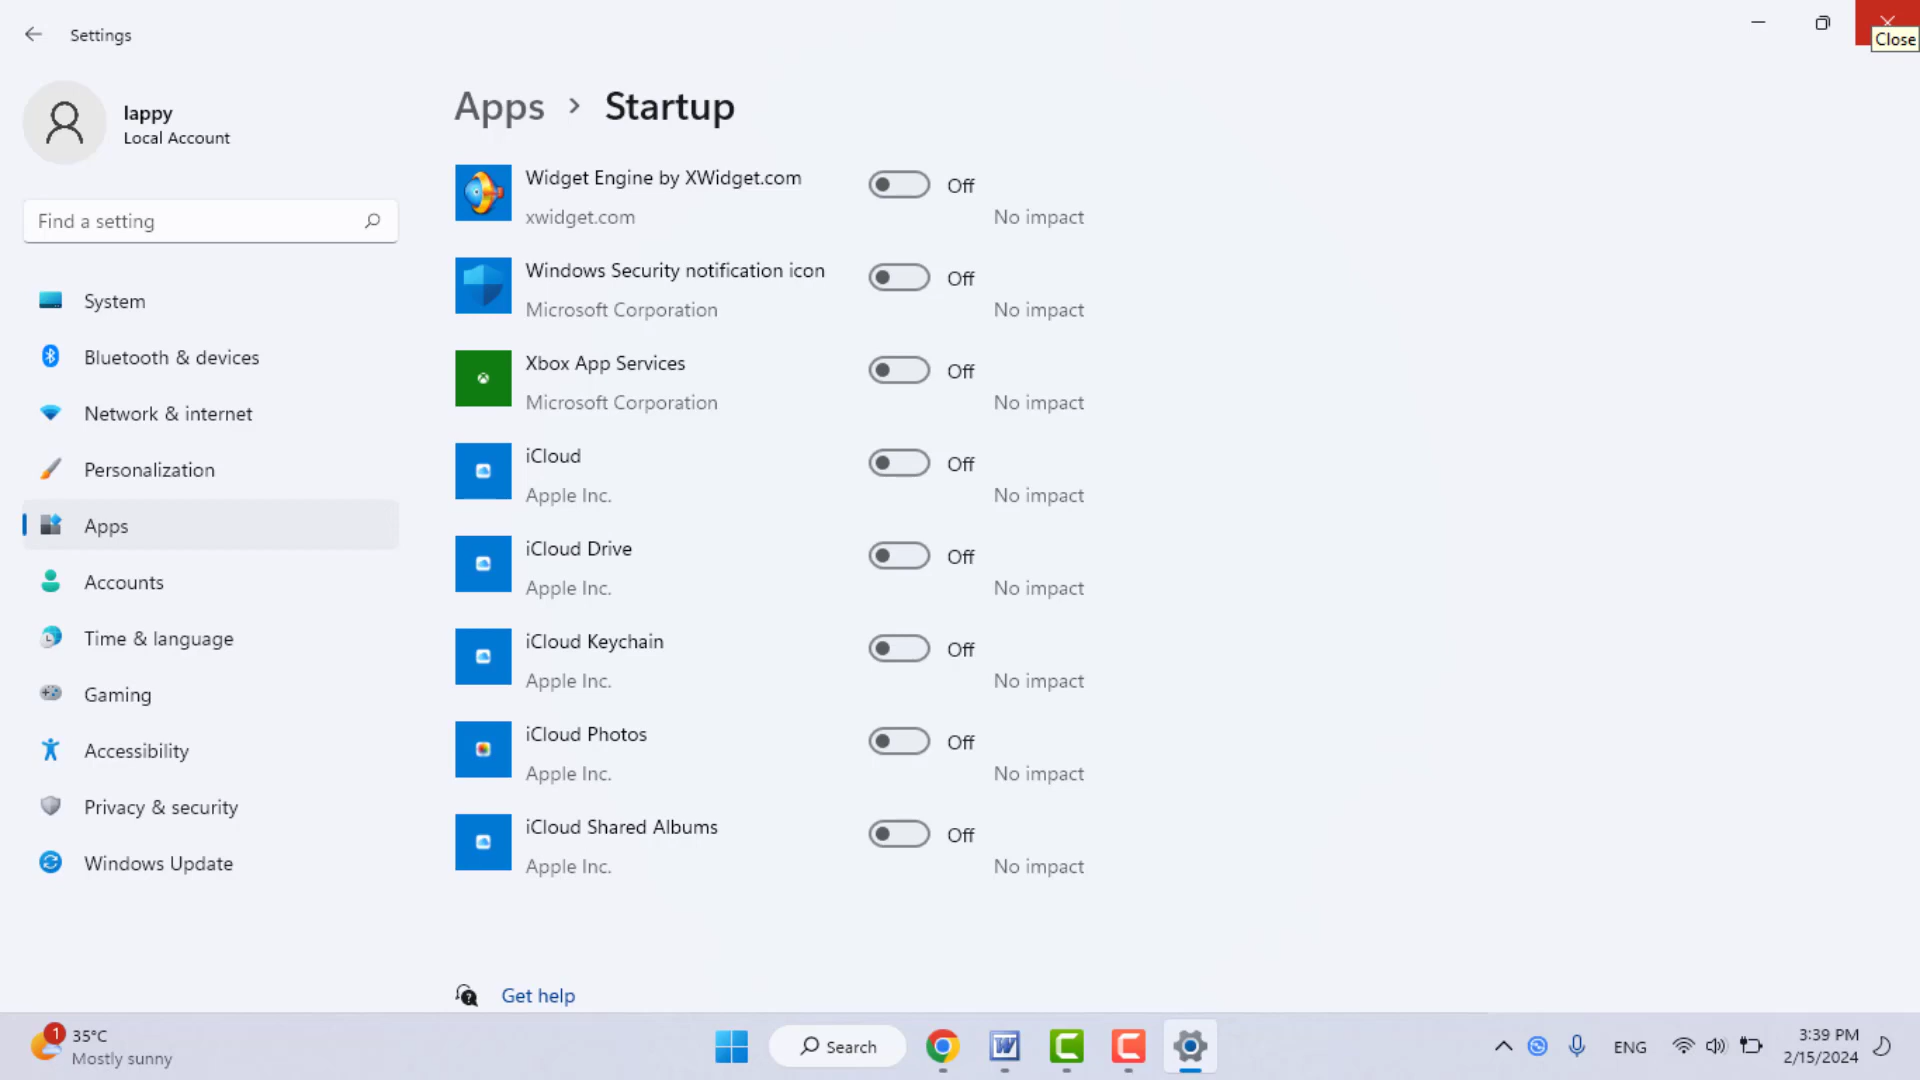 Settings
Close
lappy
Local Account
Find a setting
System
Bluetooth & devices
Network & internet
Personalization
Apps
Accounts
Time & language
Gaming
Accessibility
Privacy & security
Windows Update
Apps > Startup
Widget Engine by XWidget.com
Off
xwidget.com
No impact
Windows Security notification icon
Off
Microsoft Corporation
No impact
Xbox App Services
Off
Microsoft Corporation
No impact
iCloud
Off
Apple Inc.
No impact
iCloud Drive
Off
Apple Inc.
No impact
iCloud Keychain
Off
Apple Inc.
No impact
iCloud Photos
Off
Apple Inc.
No impact
iCloud Shared Albums
Off
Apple Inc.
No impact
Get help
1
35°C
Mostly sunny
Search
W
ENG
3:39 PM
2/15/2024